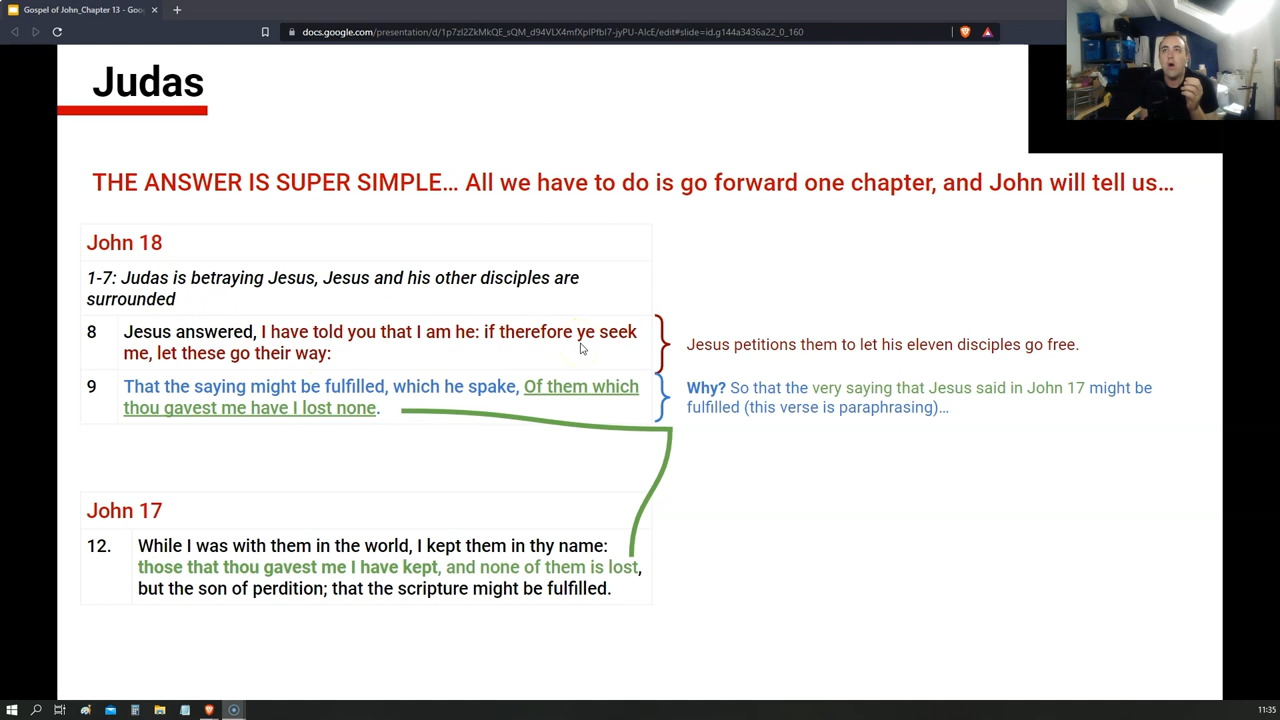 Gospel of John_Chapter 13 - Goo
docs.google.com/presentation/d/1p7zl2ZkMkQE_sQM_d94VLX4mfXpIPfbI7-jyPU-AIcE/edit#slide=id.g144a3436a22_0_160
Judas
THE ANSWER IS SUPER SIMPLE... All we have to do is go forward one chapter, and John will tell us...
John 18
1-7: Judas is betraying Jesus, Jesus and his other disciples are
surrounded
8 Jesus answered, I have told you that I am he: if therefore ye seek
me, let these go their way:
Jesus petitions them to let his eleven disciples go free.
9 That the saying might be fulfilled, which he spake, Of them which
thou gavest me have I lost none.
Why? So that the very saying that Jesus said in John 17 might be
fulfilled (this verse is paraphrasing)...
John 17
12. While I was with them in the world, I kept them in thy name:
those that thou gavest me I have kept, and none of them is lost,
but the son of perdition; that the scripture might be fulfilled.
11:35